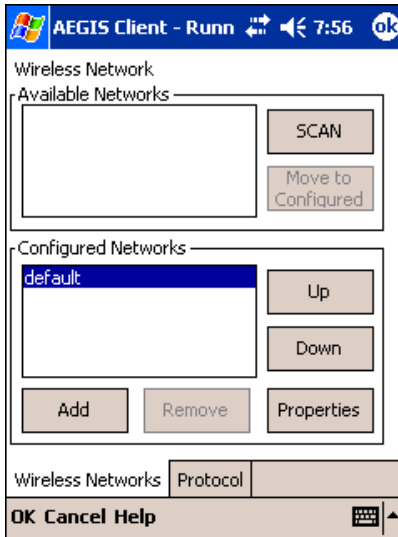 AEGIS Client - Runn 7:56 ok
Wireless Network
Available Networks
SCAN
Move to
Configured
Configured Networks
default
Up
Down
Add Remove Properties
Wireless Networks Protocol
OK Cancel Help